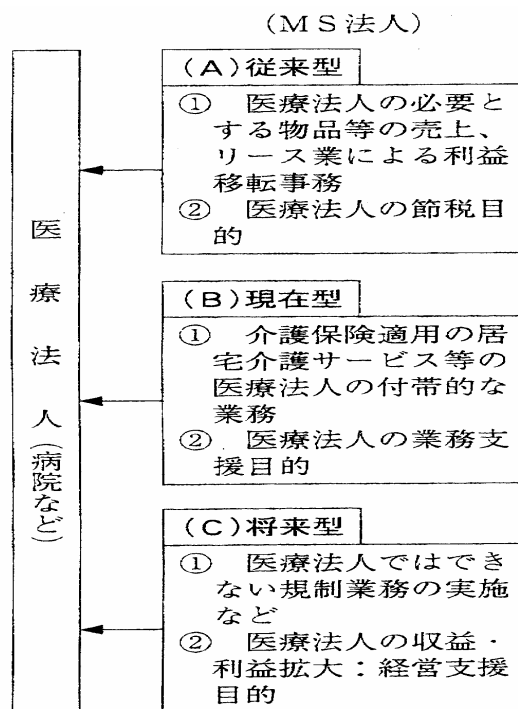 (MS法人)
医療法人(病院など)
(A)従来型
① 医療法人の必要と
する物品等の売上、
リース業による利益
移転事務
② 医療法人の節税目
的
(B)現在型
① 介護保険適用の居
宅介護サービス等の
医療法人の付帯的な
業務
② 医療法人の業務支
援目的
(C)将来型
① 医療法人ではでき
ない規制業務の実施
など
② 医療法人の収益・
利益拡大:経営支援
目的